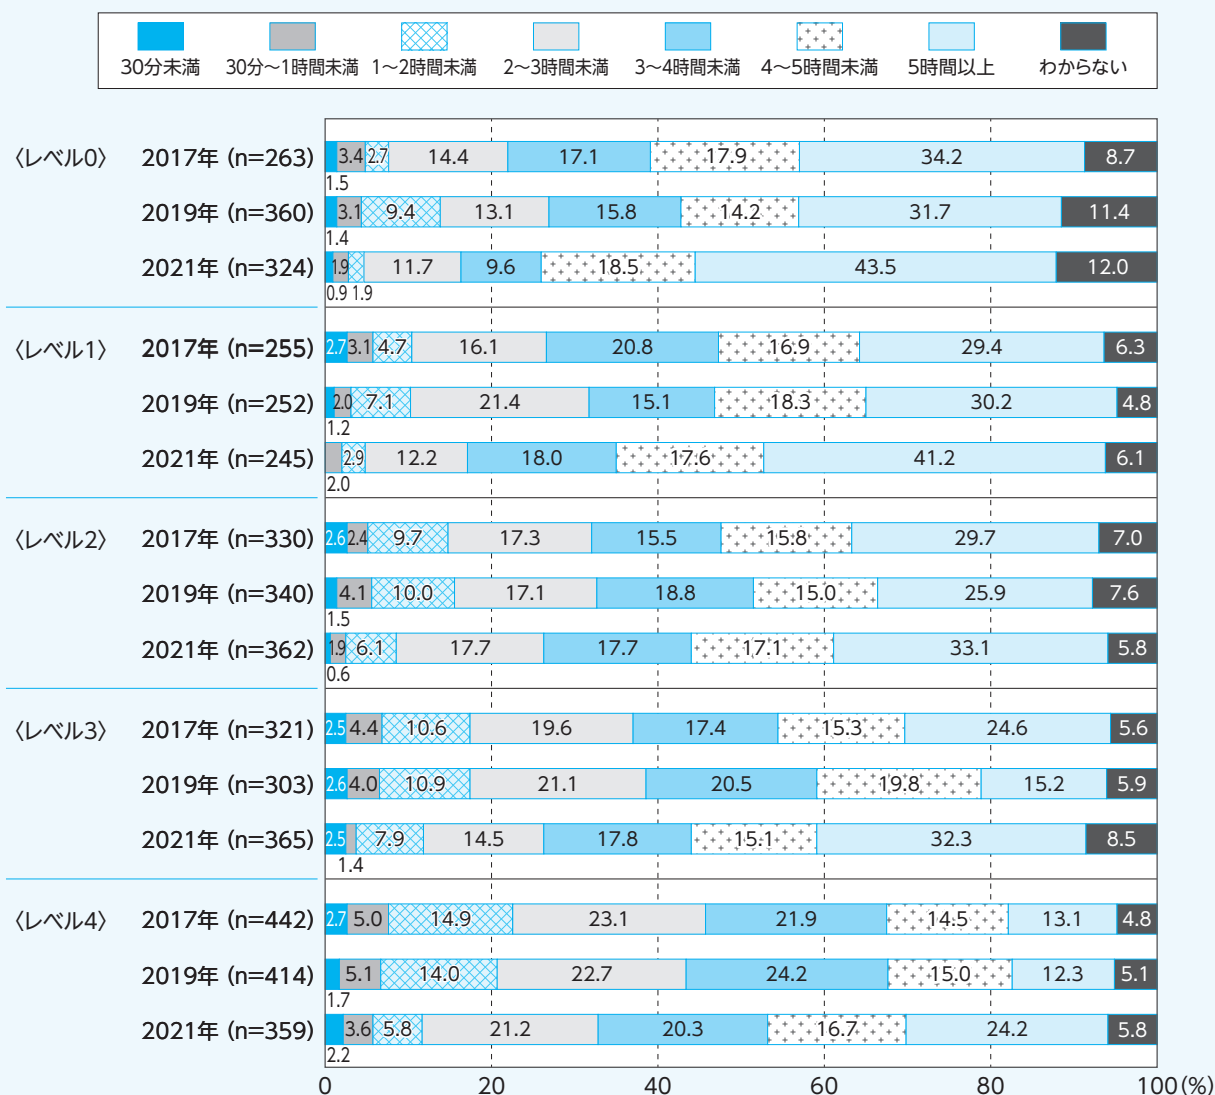 30分未満 30分～1時間未満 1～2時間未満 2～3時間未満 3～4時間未満 4～5時間未満 5時間以上 わからない
〈レベル0〉 2017年 (n=263) 3.4 2.7 14.4 17.1 17.9 34.2 8.7
1.5
2019年 (n=360) 3.1 9.4 13.1 15.8 14.2 31.7 11.4
1.4
2021年 (n=324) 1.9 11.7 9.6 18.5 43.5 12.0
0.9 1.9
〈レベル1〉 2017年 (n=255) 2.7 3.1 4.7 16.1 20.8 16.9 29.4 6.3
2019年 (n=252) 2.0 7.1 21.4 15.1 18.3 30.2 4.8
1.2
2021年 (n=245) 2.9 12.2 18.0 17.6 41.2 6.1
2.0
〈レベル2〉 2017年 (n=330) 2.6 2.4 9.7 17.3 15.5 15.8 29.7 7.0
2019年 (n=340) 4.1 10.0 17.1 18.8 15.0 25.9 7.6
1.5
2021年 (n=362) 1.9 6.1 17.7 17.7 17.1 33.1 5.8
0.6
〈レベル3〉 2017年 (n=321) 2.5 4.4 10.6 19.6 17.4 15.3 24.6 5.6
2019年 (n=303) 2.6 4.0 10.9 21.1 20.5 19.8 15.2 5.9
2021年 (n=365) 2.5 7.9 14.5 17.8 15.1 32.3 8.5
1.4
〈レベル4〉 2017年 (n=442) 2.7 5.0 14.9 23.1 21.9 14.5 13.1 4.8
2019年 (n=414) 5.1 14.0 22.7 24.2 15.0 12.3 5.1
1.7
2021年 (n=359) 3.6 5.8 21.2 20.3 16.7 24.2 5.8
2.2
0 20 40 60 80 100(%)